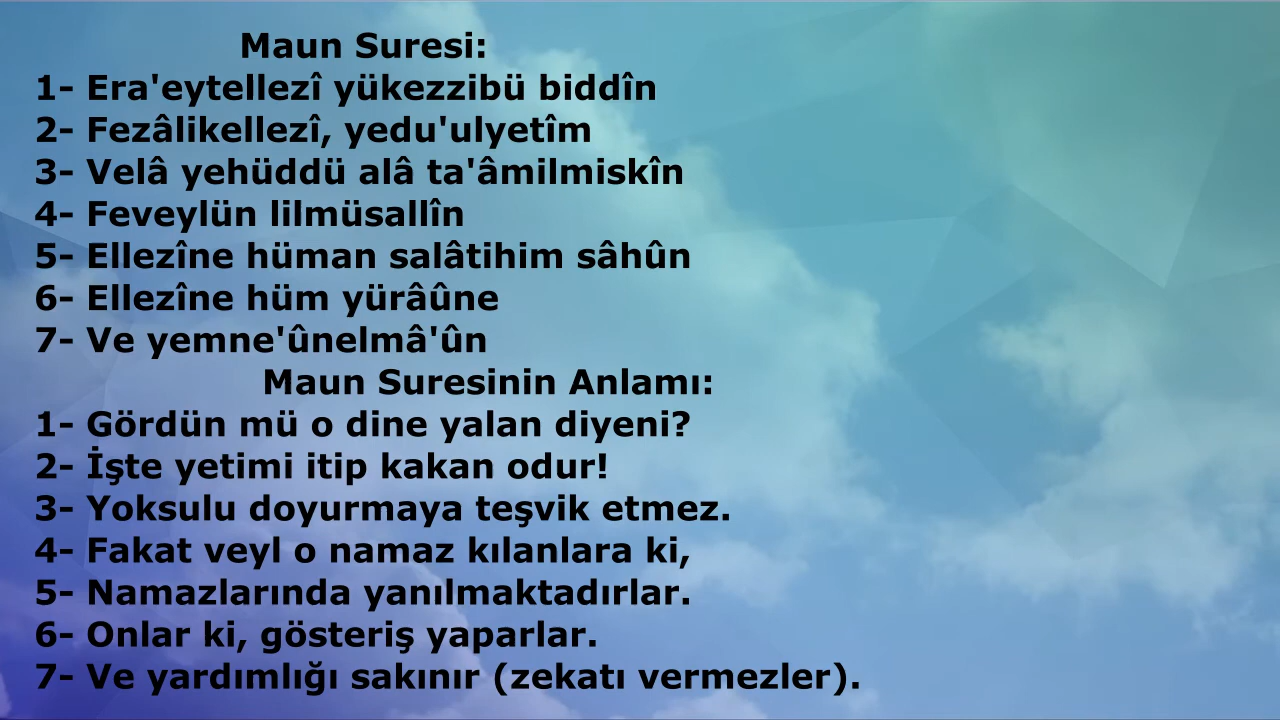 Maun Suresi:
1- Era'eytellezî yükezzibü biddîn
2- Fezâlikellezî, yedu'ulyetîm
3- Velâ yehüddü alâ ta'âmilmiskîn
4- Feveylün lilmüsallîn
5- Ellezîne hüman salâtihim sâhûn
6- Ellezîne hüm yürâûne
7- Ve yemne'ûnelmâ'ûn
Maun Suresinin Anlamı:
1- Gördün mü o dine yalan diyeni?
2- İşte yetimi itip kakan odur!
3- Yoksulu doyurmaya teşvik etmez.
4- Fakat veyl o namaz kılanlara ki,
5- Namazlarında yanılmaktadırlar.
6- Onlar ki, gösteriş yaparlar.
7- Ve yardımlığı sakınır (zekatı vermezler).